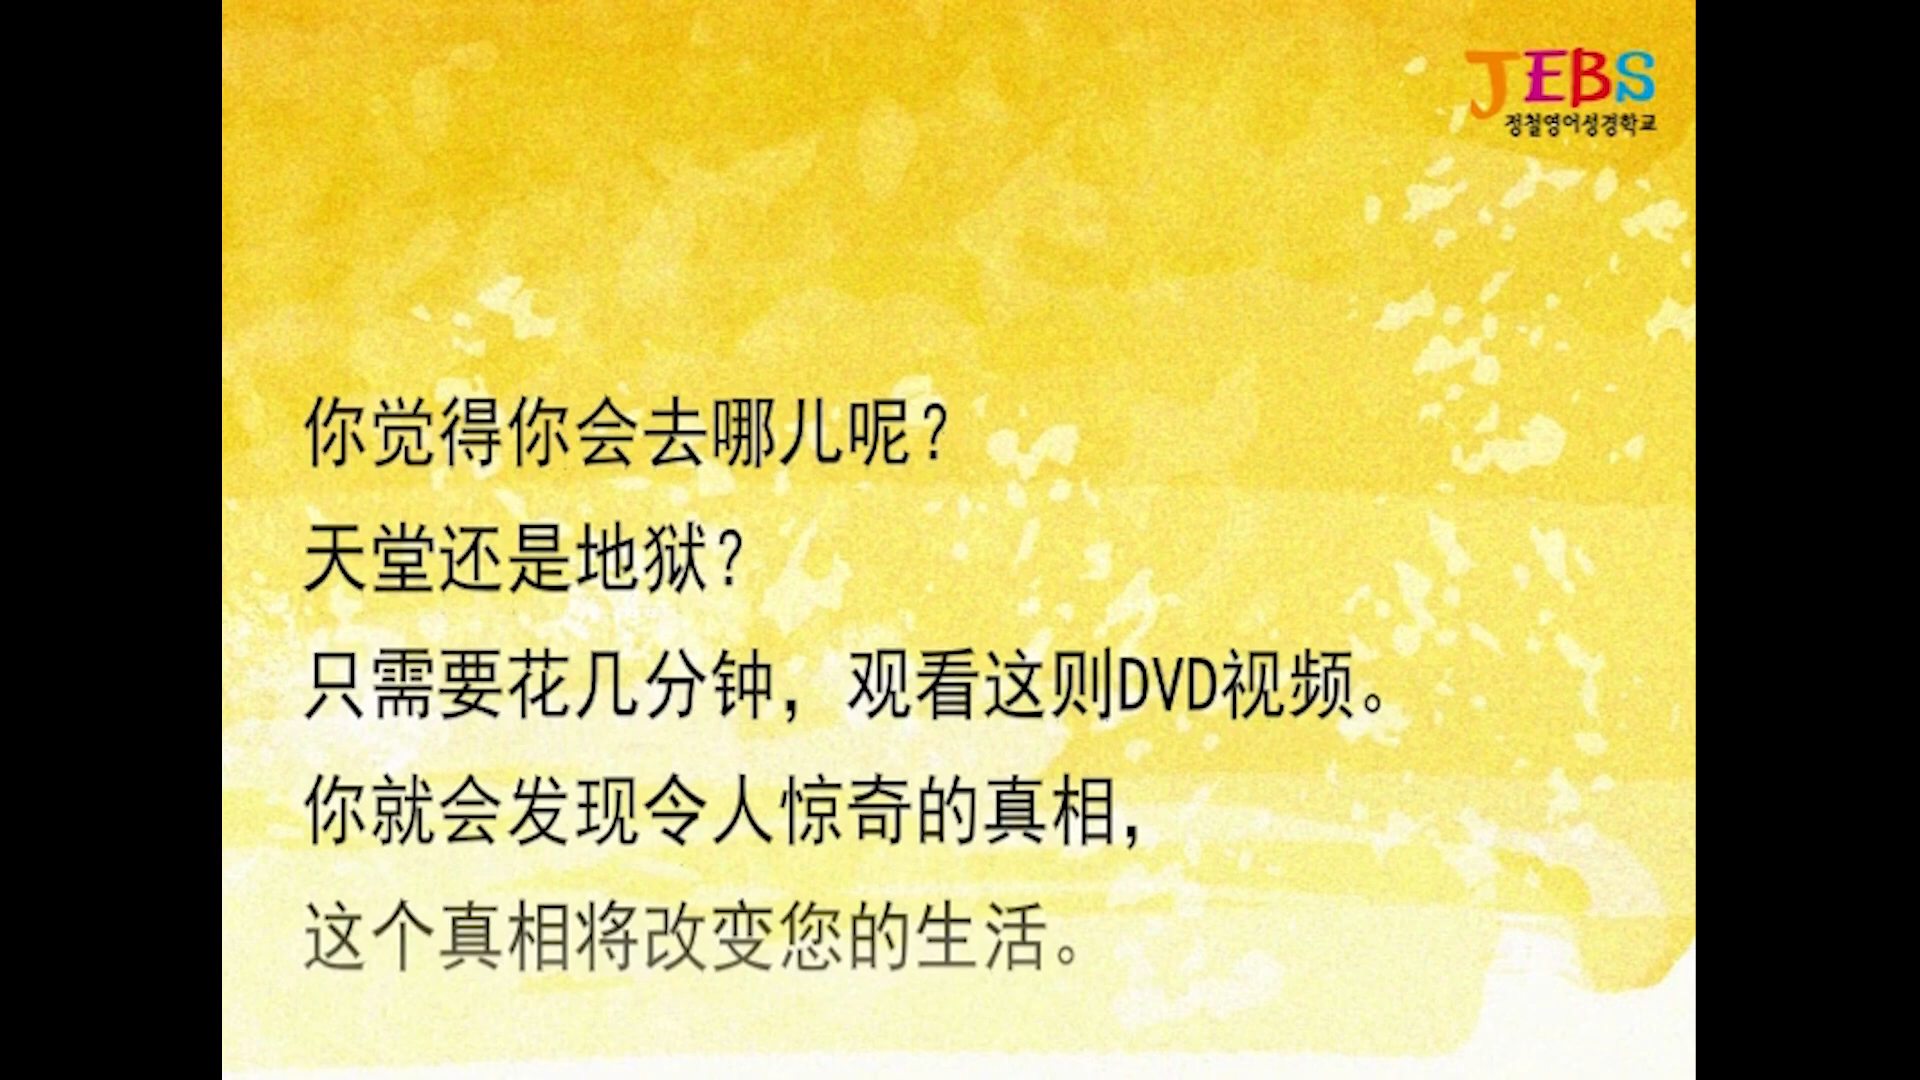 JEBS
정철영어성경학교
你觉得你会去哪儿呢？
天堂还是地狱？
只需要花几分钟，观看这则DVD视频。
你就会发现令人惊奇的真相，
这个真相将改变您的生活。